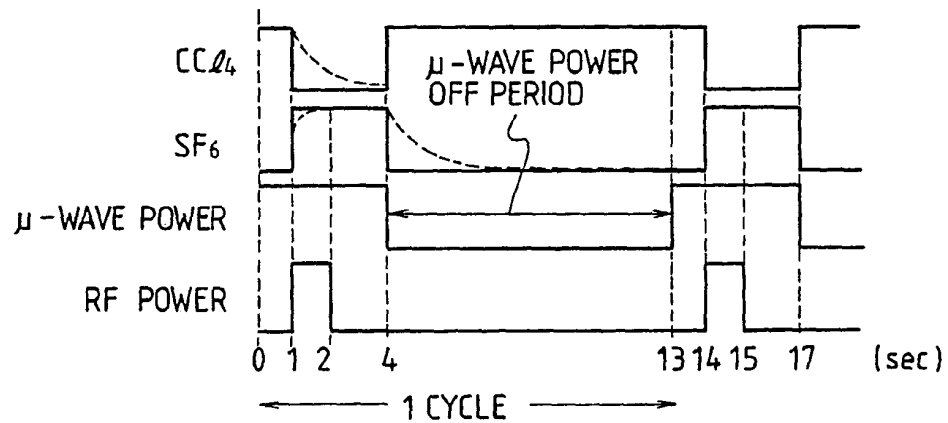 CCl4
μ-WAVE POWER
OFF PERIOD
SF6
μ-WAVE POWER
RF POWER
0 1 2 4 13 14 15 17 (sec)
1 CYCLE